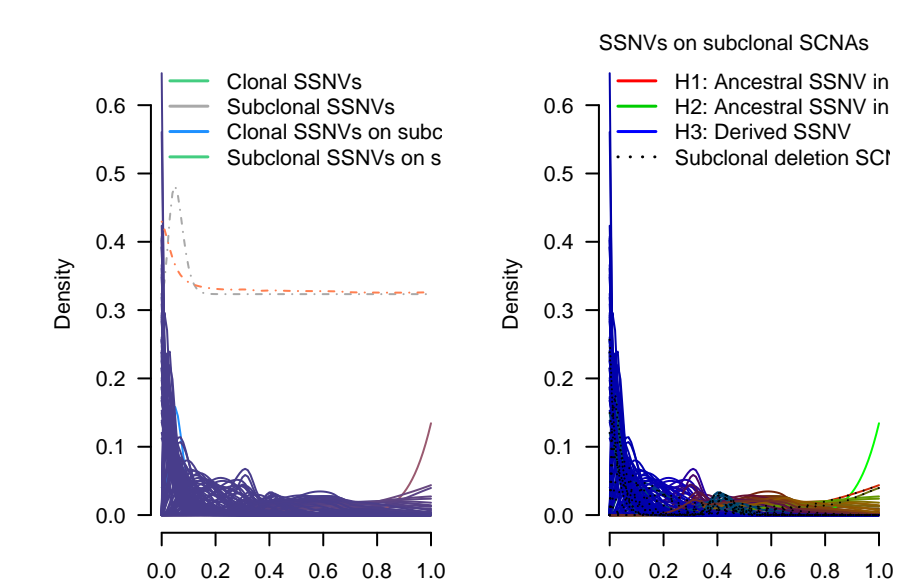 SSNVs on subclonal SCNAs
Clonal SSNVs
Subclonal SSNVs
Clonal SSNVs on subc
Subclonal SSNVs on s
0.6
0.5
0.4
0.3
0.2
0.1
0.0
Density
0.0 0.2 0.4 0.6 0.8 1.0
H1: Ancestral SSNV in
H2: Ancestral SSNV in
H3: Derived SSNV
Subclonal deletion SCN
0.6
0.5
0.4
0.3
0.2
0.1
0.0
Density
0.0 0.2 0.4 0.6 0.8 1.0